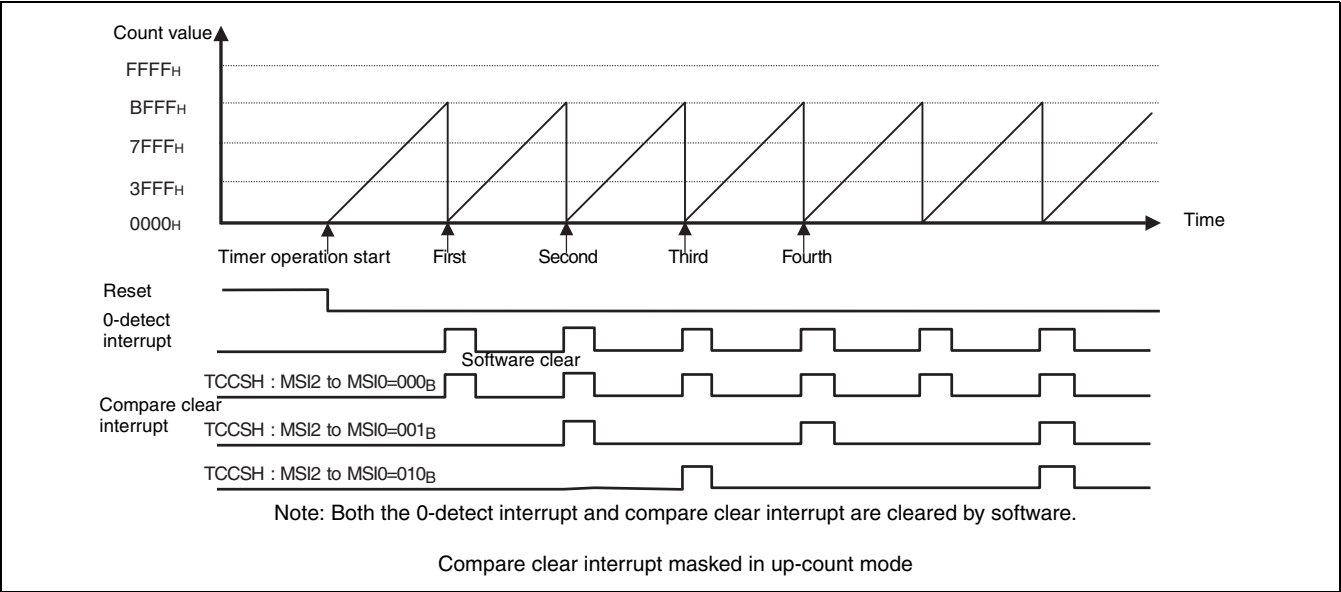 Count value
FFFFH
BFFFH
7FFFH
3FFFH
0000H
Time
Timer operation start
First
Second
Third
Fourth
Reset
0-detect
interrupt
Software clear
TCCSH : MSI2 to MSI0=000B
Compare clear
interrupt
TCCSH : MSI2 to MSI0=001B
TCCSH : MSI2 to MSI0=010B
Note: Both the 0-detect interrupt and compare clear interrupt are cleared by software.
Compare clear interrupt masked in up-count mode